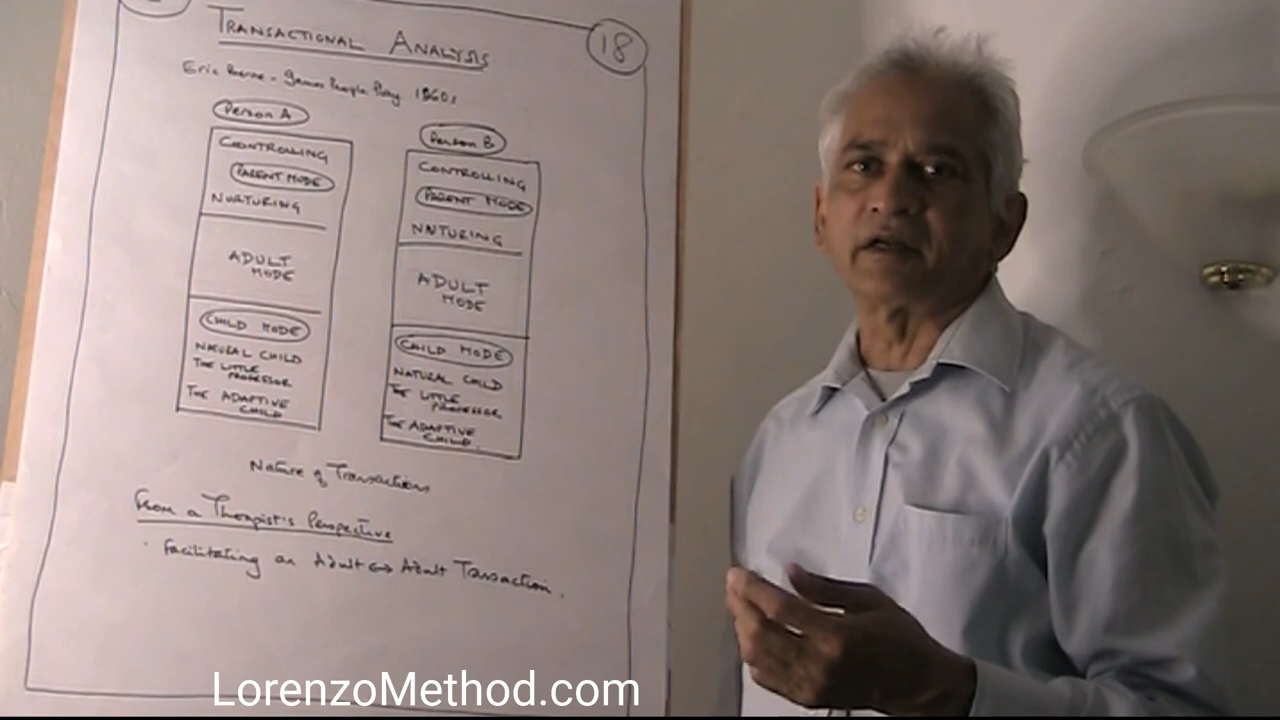 18
TRANSACTIONAL ANALYSIS
Eric Berne - Games People Play 1960s
Person A
CONTROLLING
PARENT MODE
NURTURING
ADULT
MODE
CHILD MODE
NATURAL CHILD
THE LITTLE
PROFESSOR
THE ADAPTIVE
CHILD
Person B
CONTROLLING
PARENT MODE
NNTURING
ADULT
MODE
CHILD MODE
NATURAL CHILD
THE LITTLE
PROFESSOR
THE ADAPTIVE
CHILD.
Nature of Transactions
From a Therapist's Perspective
· Facilitating an Adult ↔ Adult Transaction.
LorenzoMethod.com